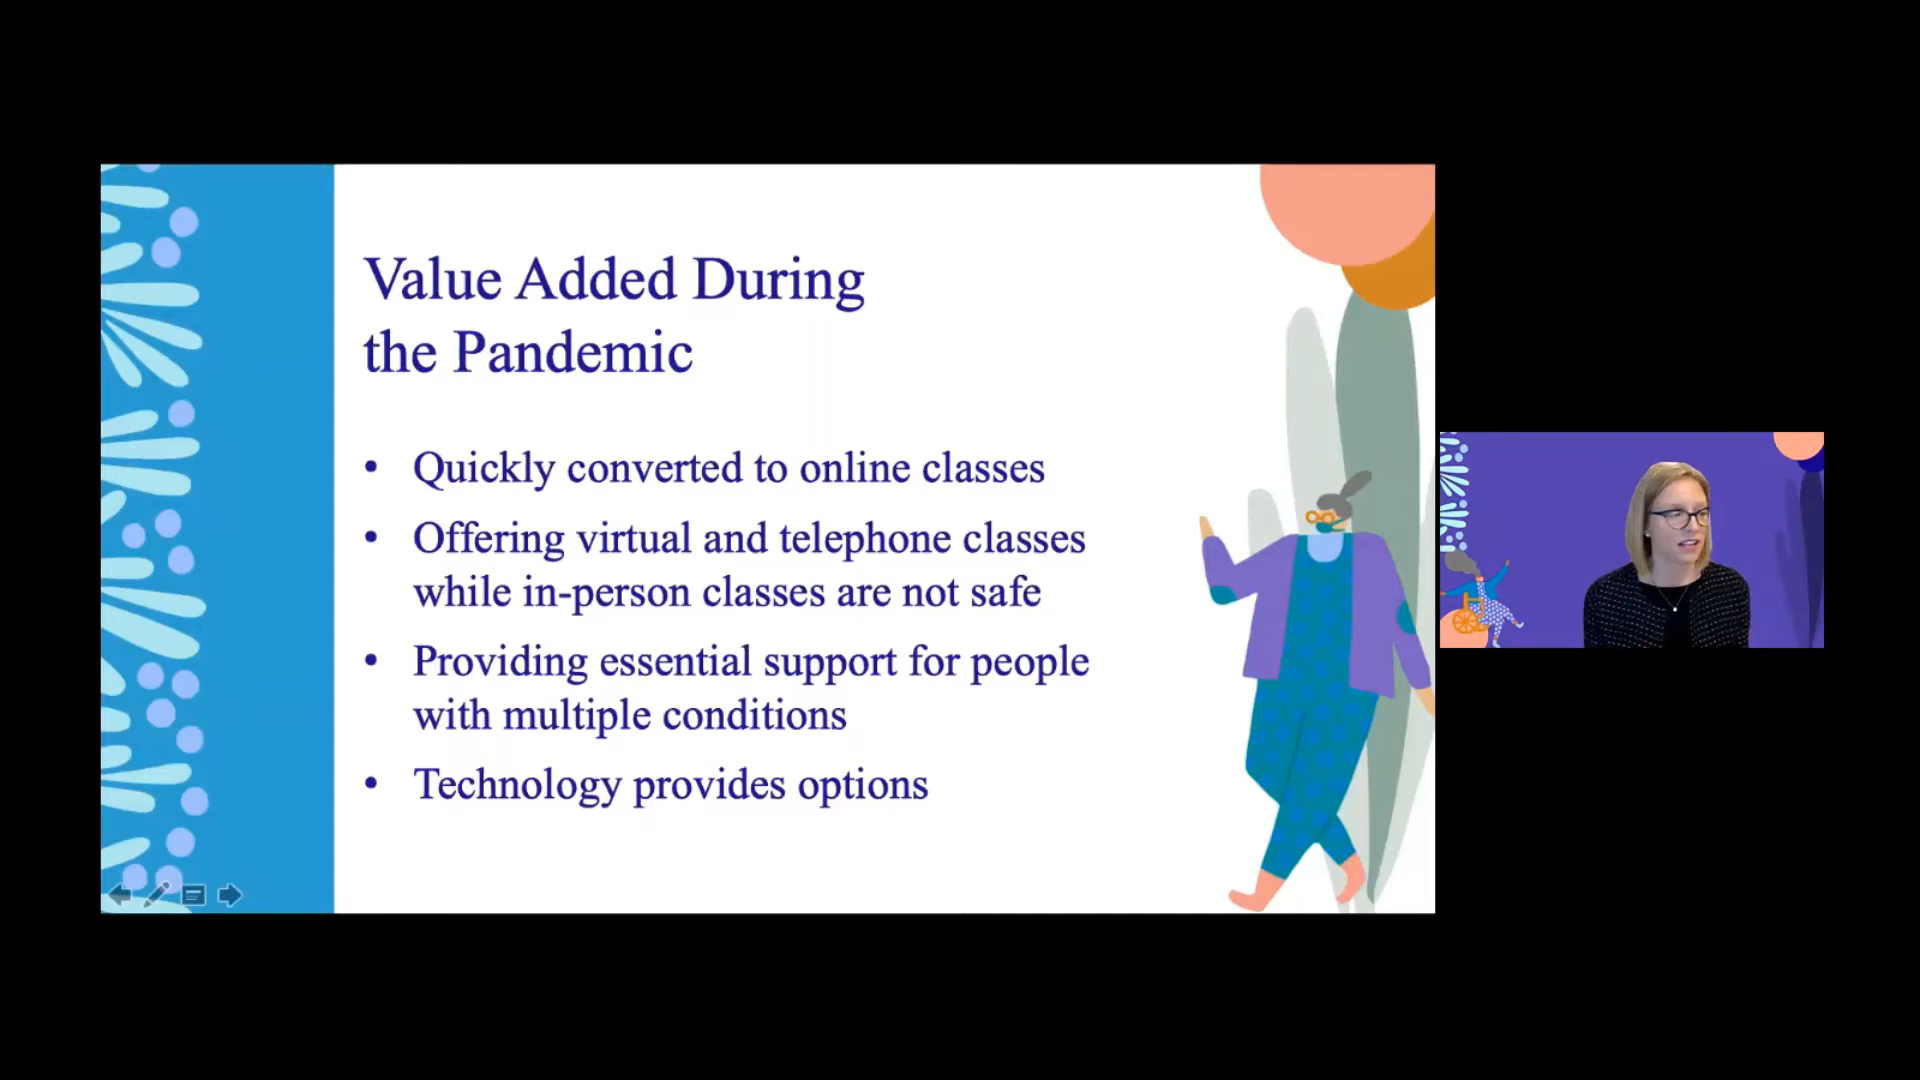 Value Added During
the Pandemic
• Quickly converted to online classes
• Offering virtual and telephone classes
while in-person classes are not safe
• Providing essential support for people
with multiple conditions
• Technology provides options